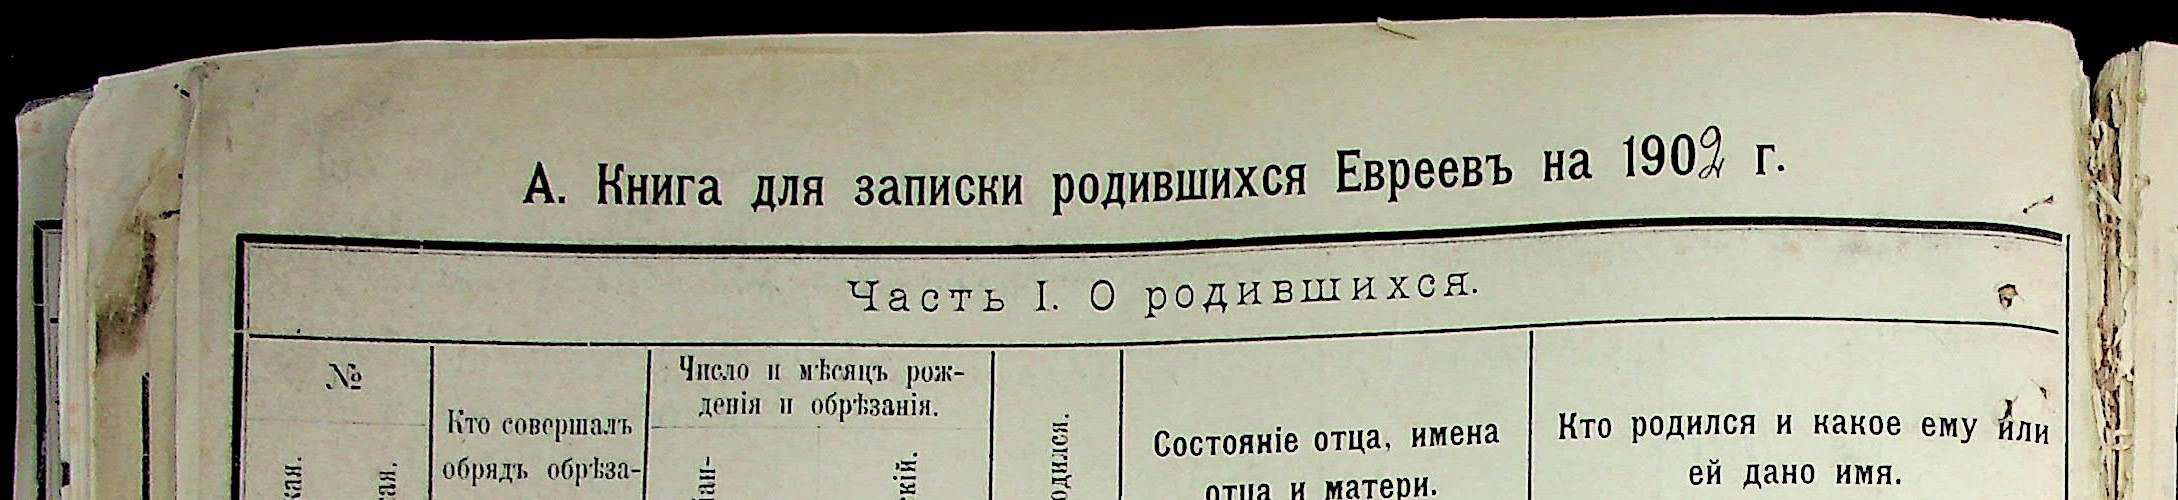 А. Книга для записки родившихся Евреевъ на 1902 г.
Часть I. О родившихся.
№
Число и мѣсяцъ рож-
денія и обрѣзанія.
Кто совершалъ
обрядъ обрѣза-
Состояніе отца, имена
отца и матери.
Кто родился и какое ему или
ей дано имя.